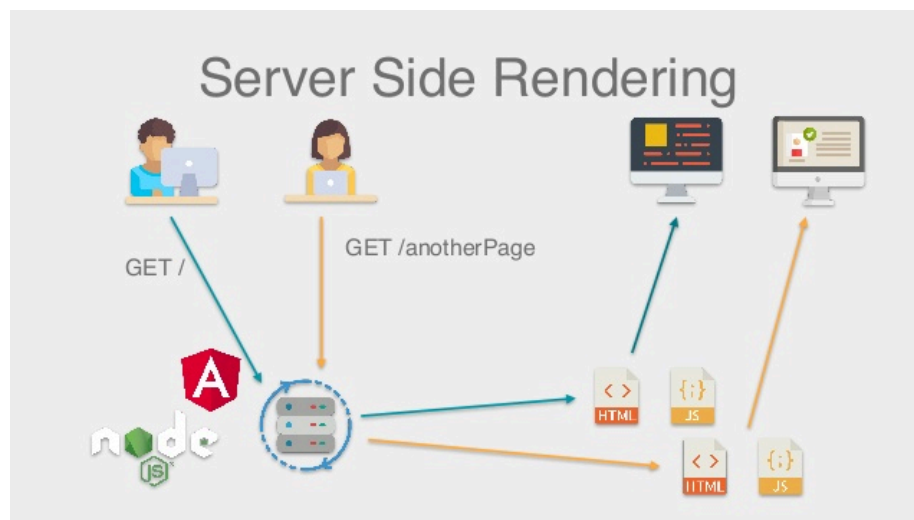 Server Side Rendering
GET /
GET /anotherPage
A
node
JS
HTML
JS
HTML
JS